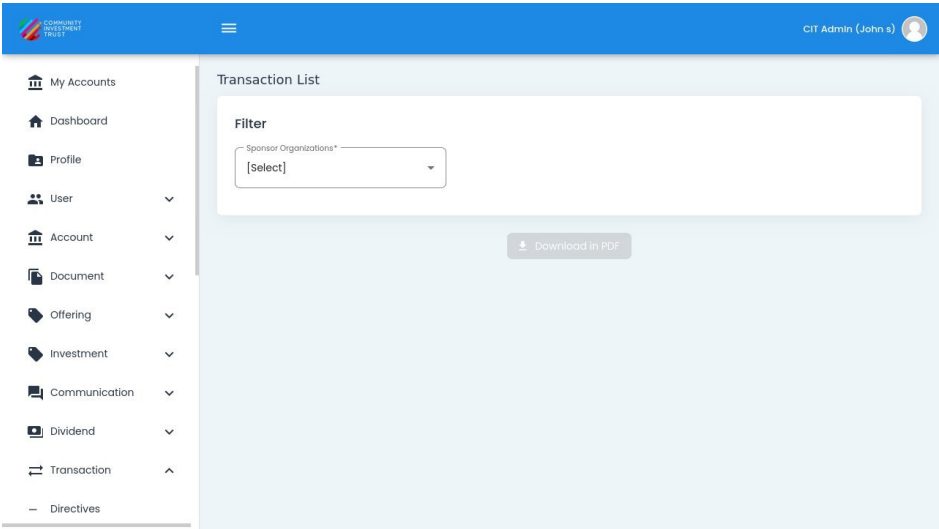 COMMUNITY
INVESTMENT
TRUST
CIT Admin (John s)
My Accounts
Dashboard
Profile
User
Account
Document
Offering
Investment
Communication
Dividend
Transaction
– Directives
Transaction List
Filter
Sponsor Organizations*
[Select]
Download in PDF